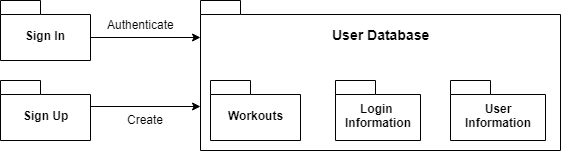 Sign In
Authenticate
User Database
Sign Up
Create
Workouts
Login
Information
User
Information